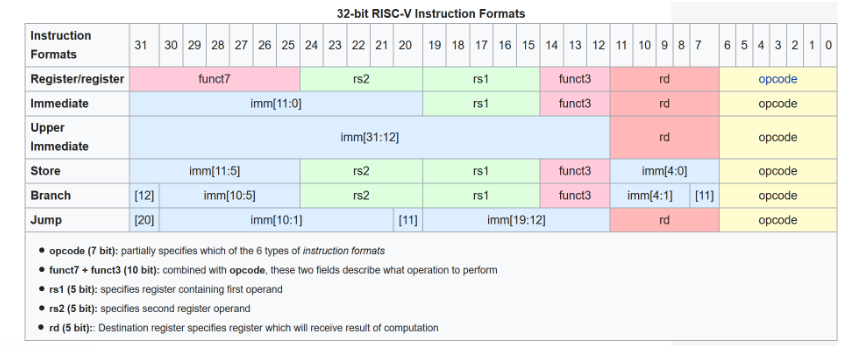 32-bit RISC-V Instruction Formats
Instruction Formats 31 30 29 28 27 26 25 24 23 22 21 20 19 18 17 16 15 14 13 12 11 10 9 8 7 6 5 4 3 2 1 0
Register/register funct7 rs2 rs1 funct3 rd opcode
Immediate imm[11:0] rs1 funct3 rd opcode
Upper Immediate imm[31:12] rd opcode
Store imm[11:5] rs2 rs1 funct3 imm[4:0] opcode
Branch [12] imm[10:5] rs2 rs1 funct3 imm[4:1] [11] opcode
Jump [20] imm[10:1] [11] imm[19:12] rd opcode
• opcode (7 bit): partially specifies which of the 6 types of instruction formats
• funct7 + funct3 (10 bit): combined with opcode, these two fields describe what operation to perform
• rs1 (5 bit): specifies register containing first operand
• rs2 (5 bit): specifies second register operand
• rd (5 bit):: Destination register specifies register which will receive result of computation